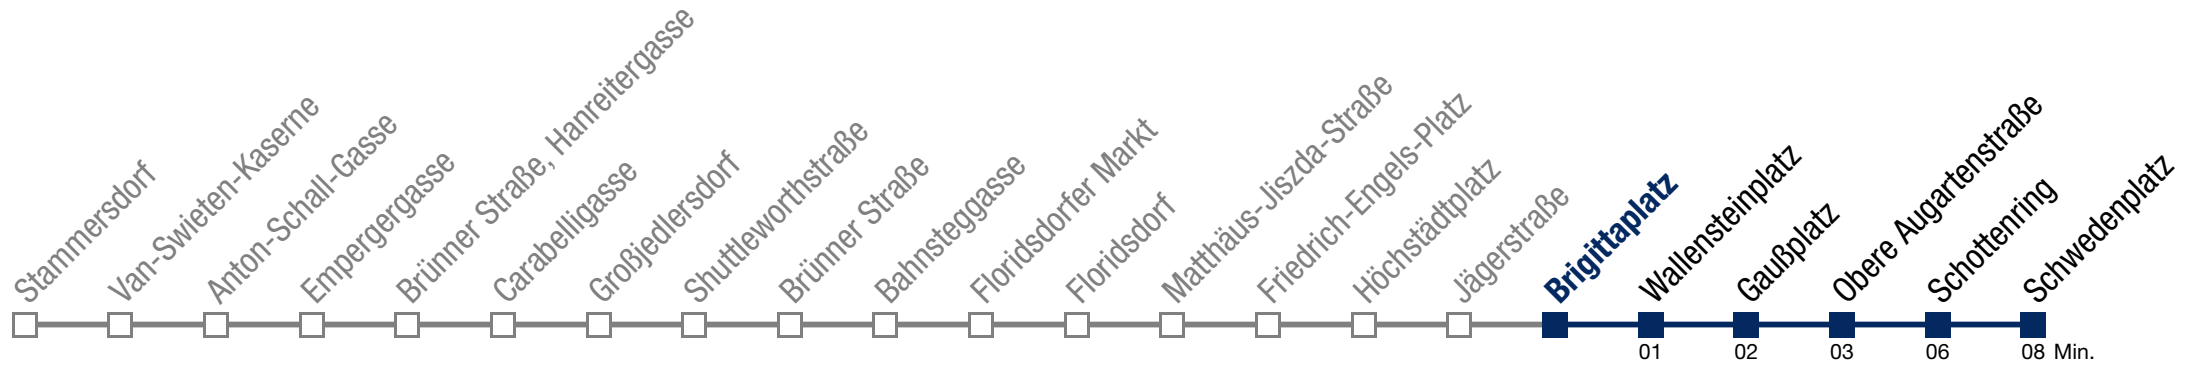 Stammersdorf
Van-Swieten-Kaserne
Anton-Schall-Gasse
Empergergasse
Brünner Straße, Hanreitergasse
Carabelligasse
Großjedlersdorf
Shuttleworthstraße
Brünner Straße
Bahnsteggasse
Floridsdorfer Markt
Floridsdorf
Matthäus-Jiszda-Straße
Friedrich-Engels-Platz
Höchstädtplatz
Jägerstraße
Brigittaplatz
Wallensteinplatz
Gaußplatz
Obere Augartenstraße
Schottenring
Schwedenplatz
01 02 03 06 08 Min.